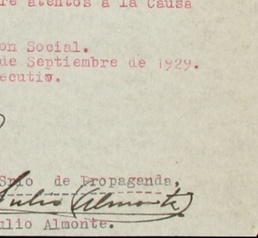 re atentos a la Causa
on Social.
de Septiembre de 1929.
ecutiv.
Srio de Propaganda,
Julio Almonte
ulio Almonte.